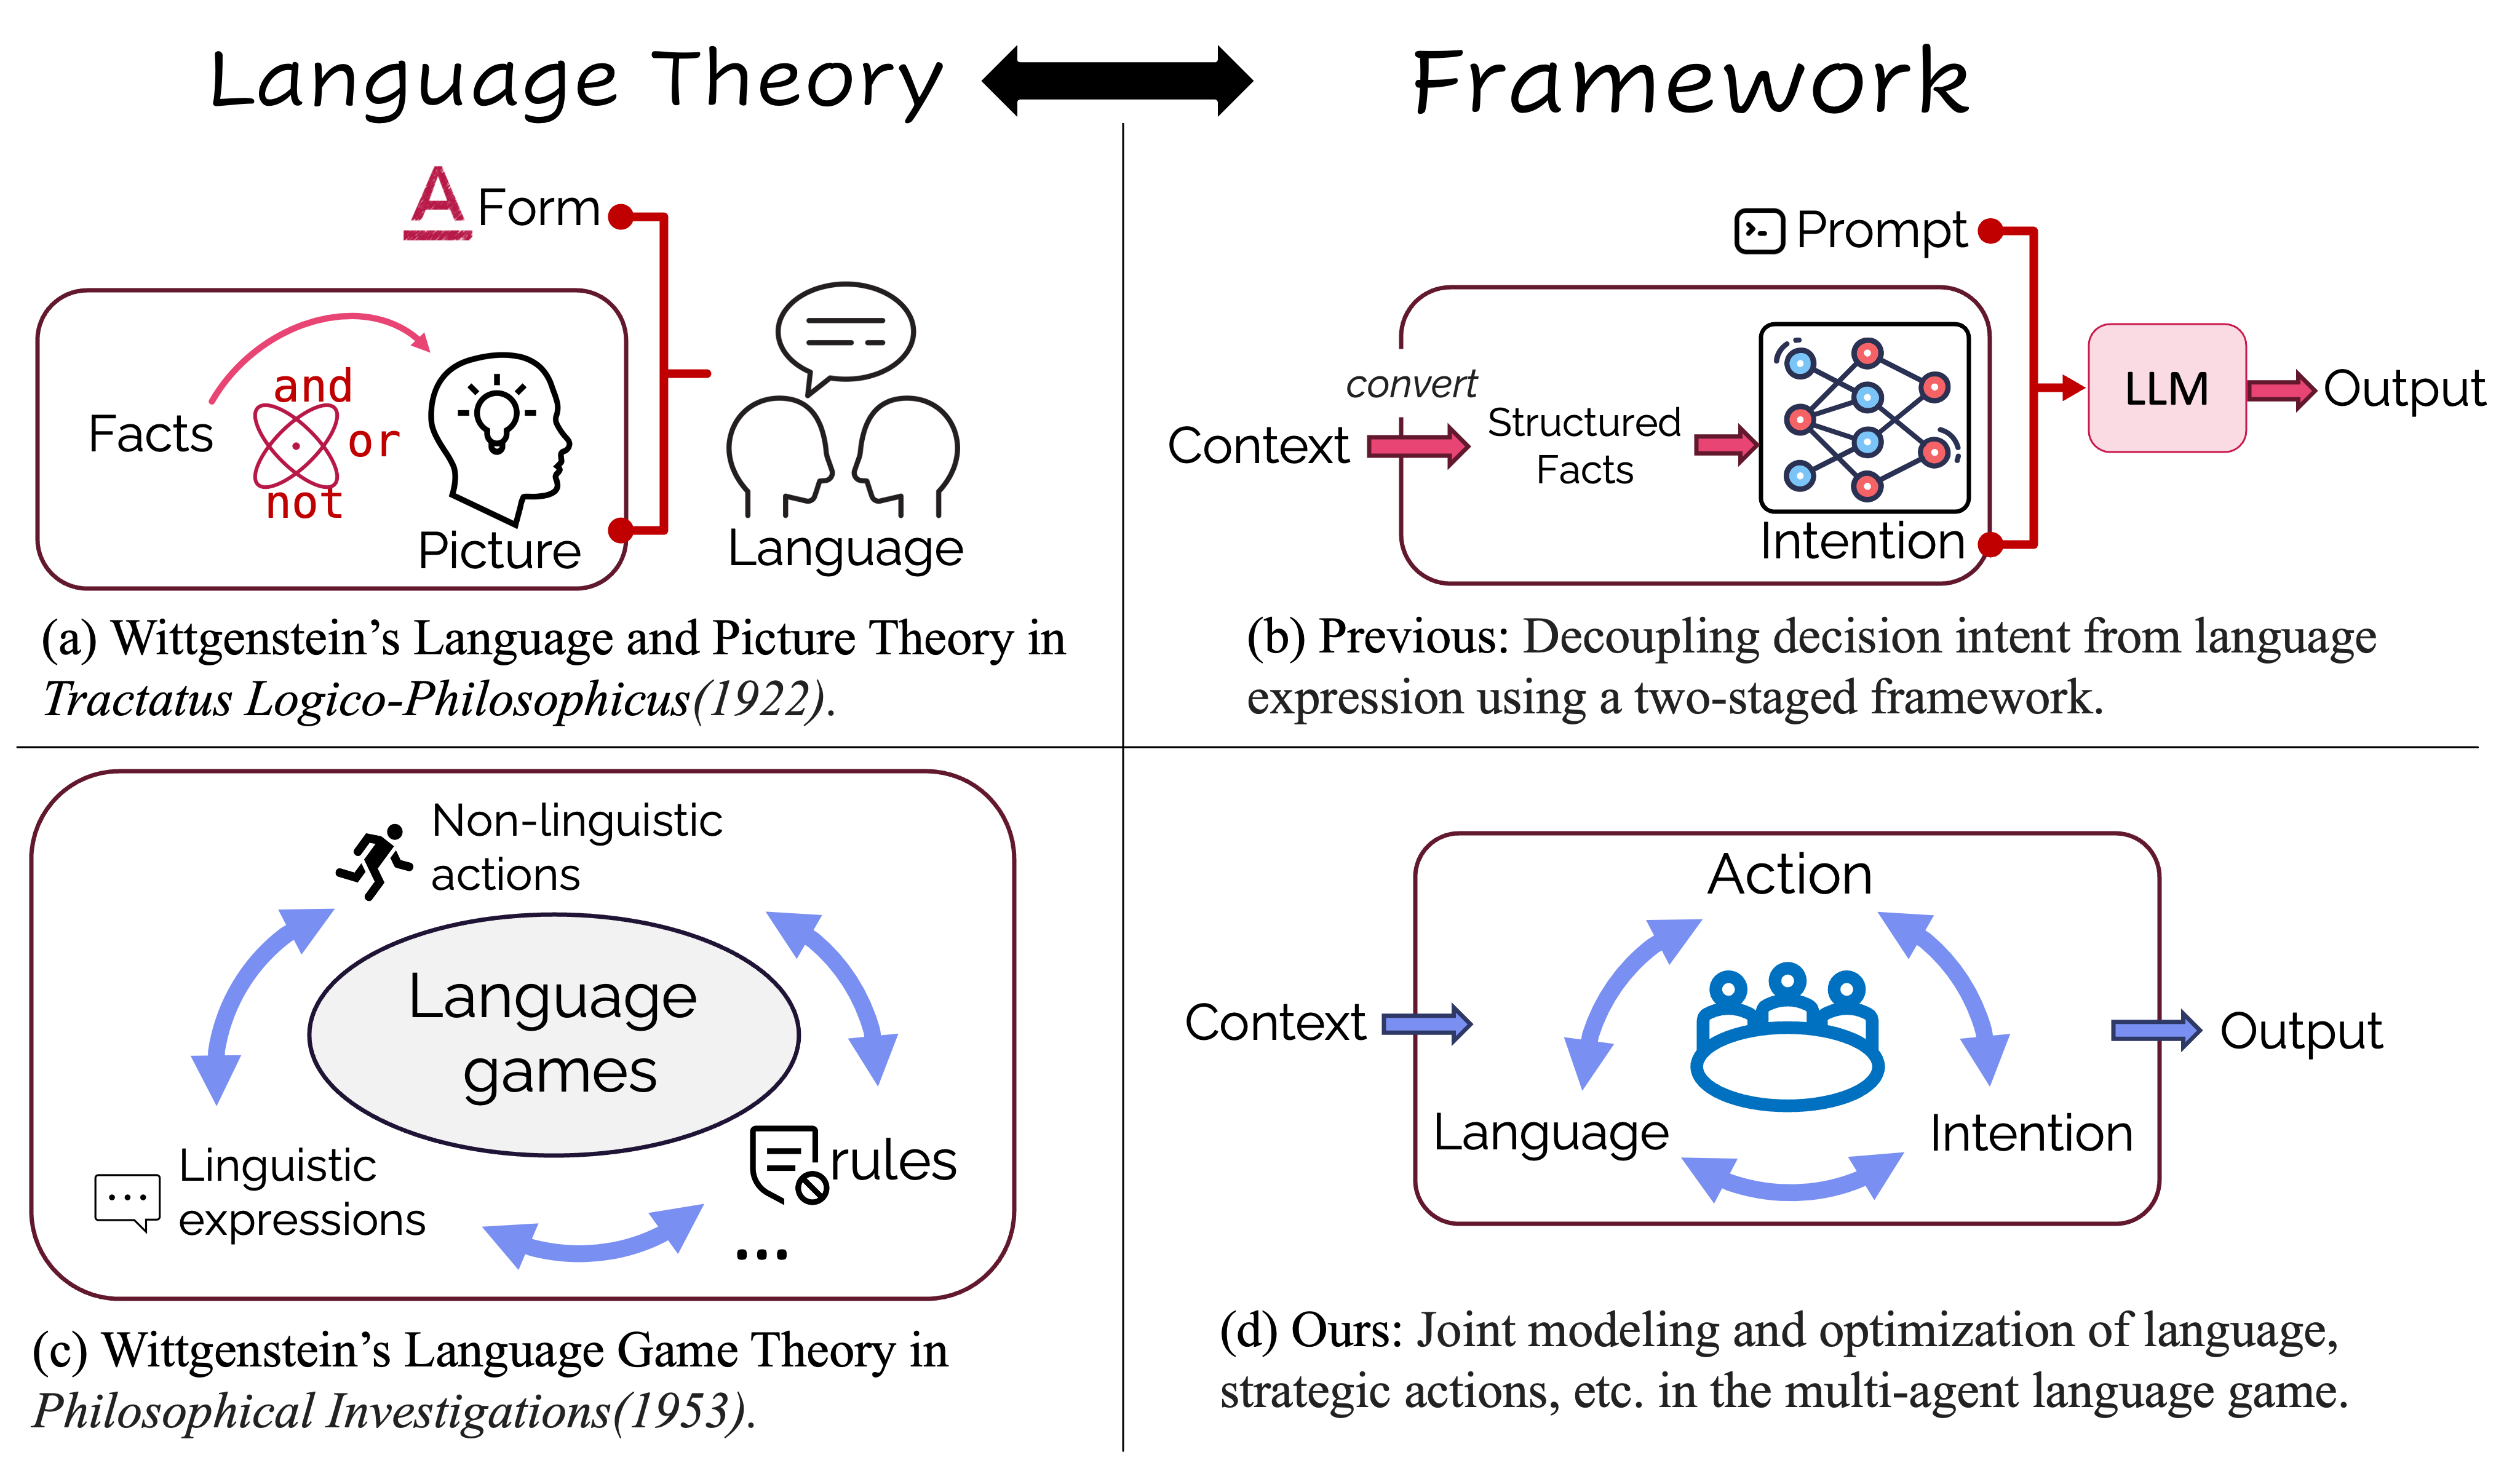 Language Theory
Framework
A Form
and
Facts
or
not
Picture
Language
(a) Wittgenstein's Language and Picture Theory in
Tractatus Logico-Philosophicus(1922).
Prompt
convert
Context
Structured
Facts
Intention
LLM
Output
(b) Previous: Decoupling decision intent from language
expression using a two-staged framework.
Non-linguistic
actions
Language
games
Linguistic
expressions
rules
...
(c) Wittgenstein's Language Game Theory in
Philosophical Investigations(1953).
Action
Context
Language
Intention
Output
(d) Ours: Joint modeling and optimization of language,
strategic actions, etc. in the multi-agent language game.